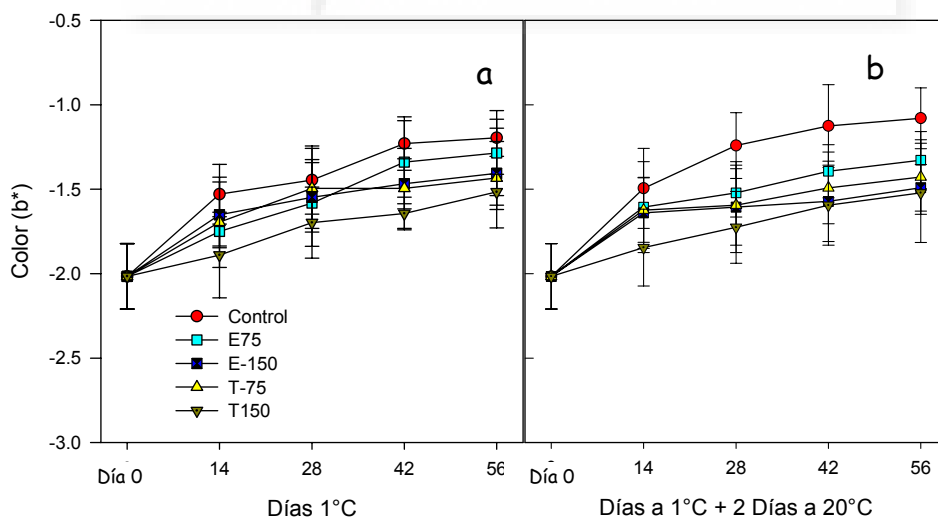 -0.5
-1.0
-1.5
-2.0
-2.5
-3.0
Color (b*)
a
b
Control
E75
E-150
T-75
T150
Día 0
14
28
42
56
Día 0
14
28
42
56
Días 1°C
Días a 1°C + 2 Días a 20°C